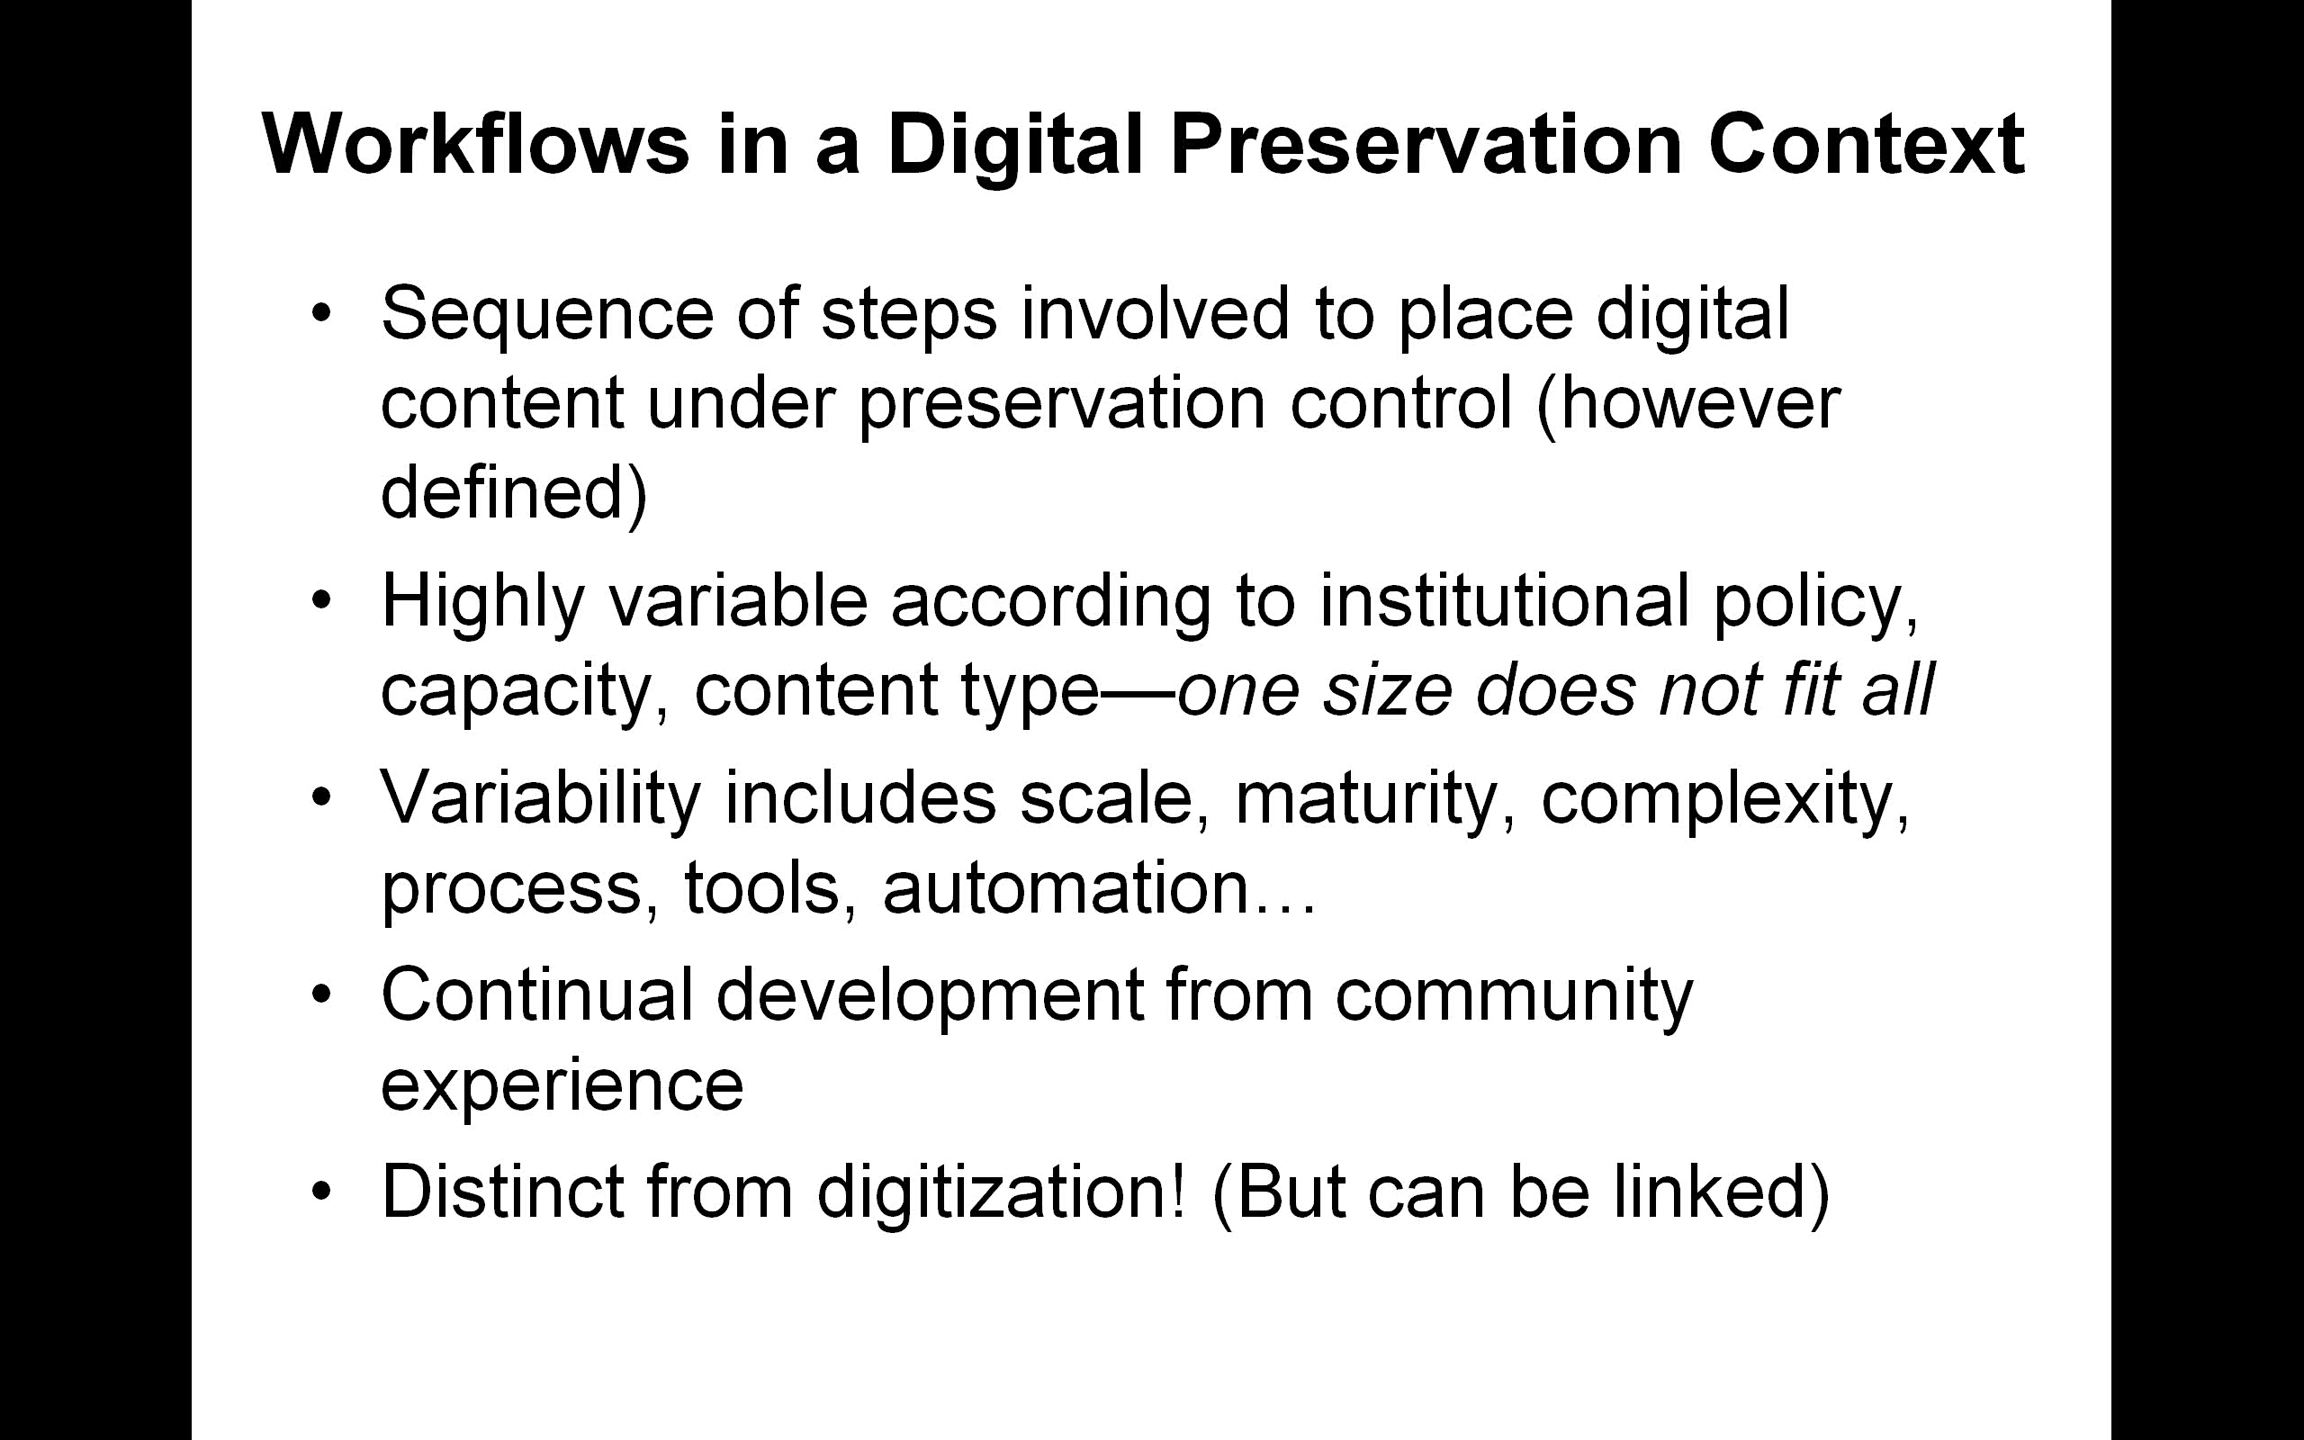 Workflows in a Digital Preservation Context
• Sequence of steps involved to place digital
content under preservation control (however
defined)
• Highly variable according to institutional policy,
capacity, content type—one size does not fit all
• Variability includes scale, maturity, complexity,
process, tools, automation…
• Continual development from community
experience
• Distinct from digitization! (But can be linked)